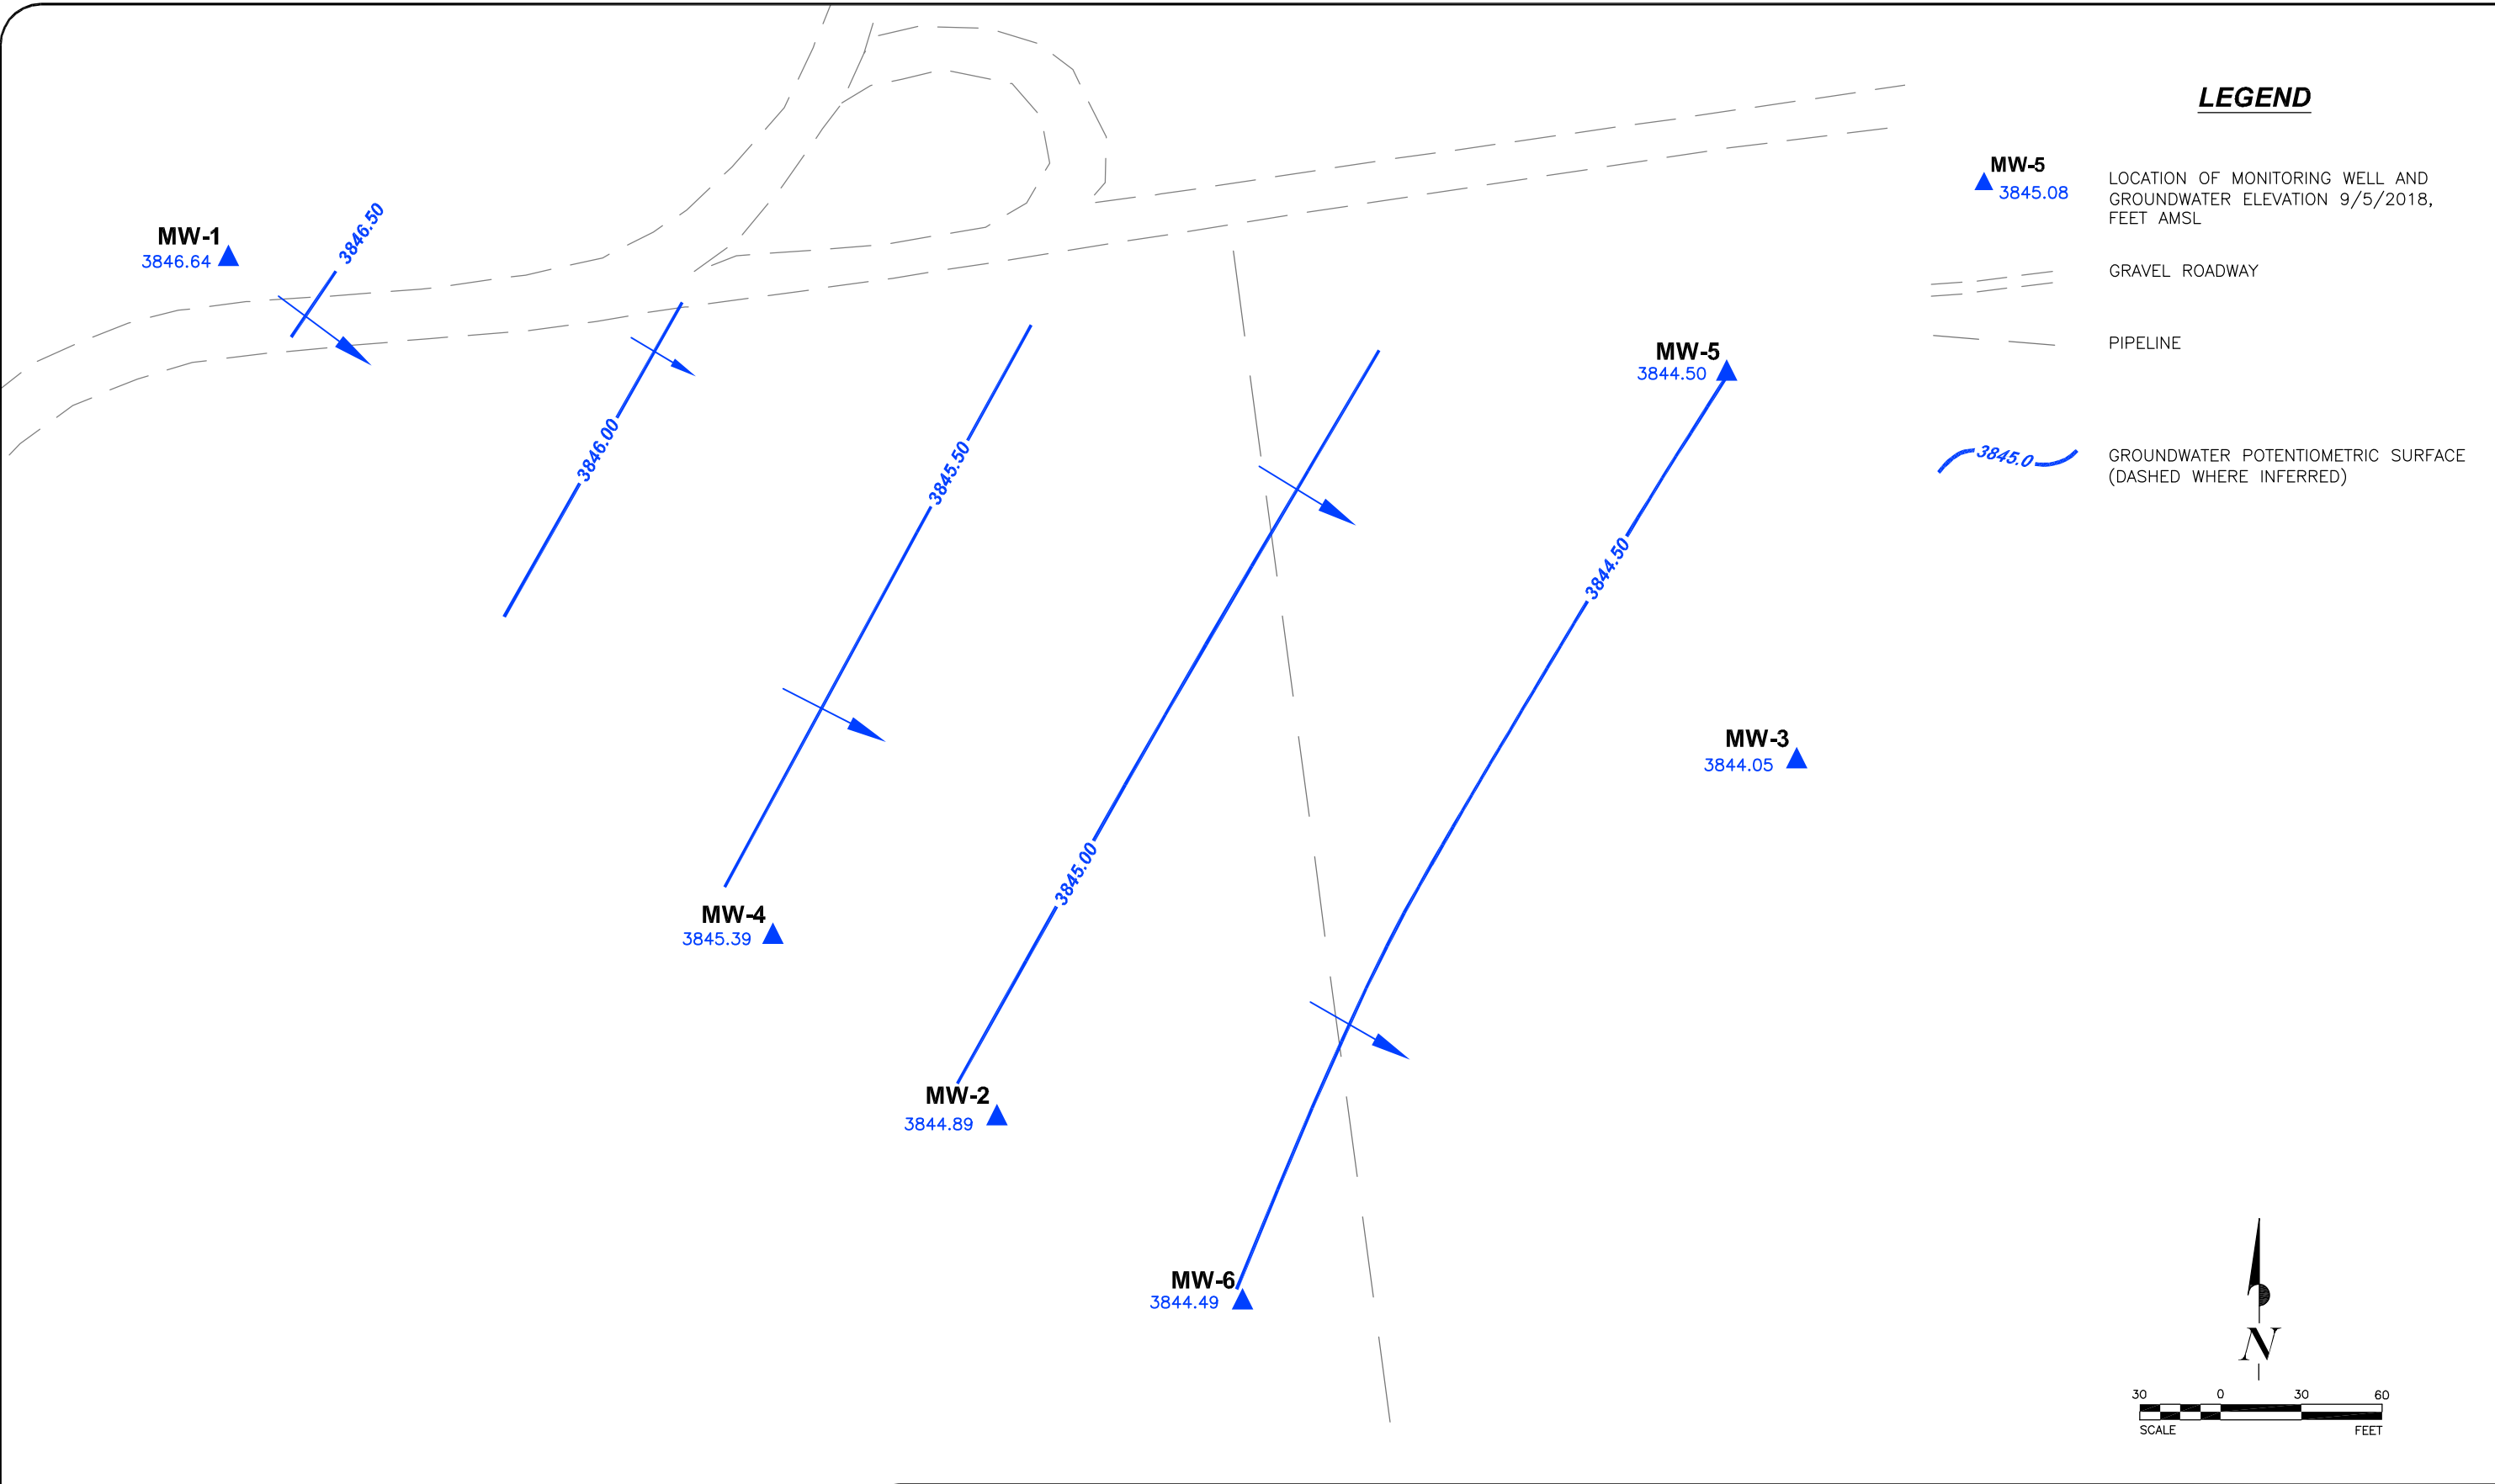 LEGEND
MW-5
3845.08
LOCATION OF MONITORING WELL AND
GROUNDWATER ELEVATION 9/5/2018,
FEET AMSL
GRAVEL ROADWAY
PIPELINE
3845.0
GROUNDWATER POTENTIOMETRIC SURFACE
(DASHED WHERE INFERRED)
MW-1
3846.64
3846.50
3846.00
3845.50
MW-5
3844.50
3844.50
MW-3
3844.05
3845.00
MW-4
3845.39
MW-2
3844.89
MW-6
3844.49
N
30 0 30 60
SCALE FEET